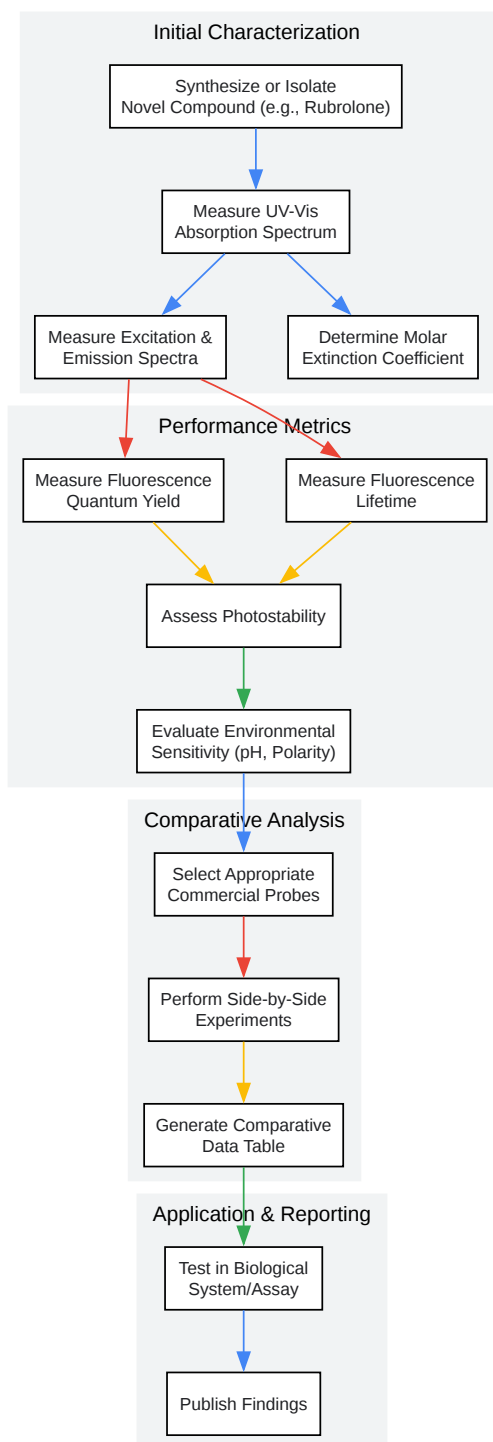 Initial Characterization
Synthesize or Isolate
Novel Compound (e.g., Rubrolone)
Measure UV-Vis
Absorption Spectrum
Measure Excitation &
Emission Spectra
Determine Molar
Extinction Coefficient
Performance Metrics
Measure Fluorescence
Quantum Yield
Measure Fluorescence
Lifetime
Assess Photostability
Evaluate Environmental
Sensitivity (pH, Polarity)
Comparative Analysis
Select Appropriate
Commercial Probes
Perform Side-by-Side
Experiments
Generate Comparative
Data Table
Application & Reporting
Test in Biological
System/Assay
Publish Findings